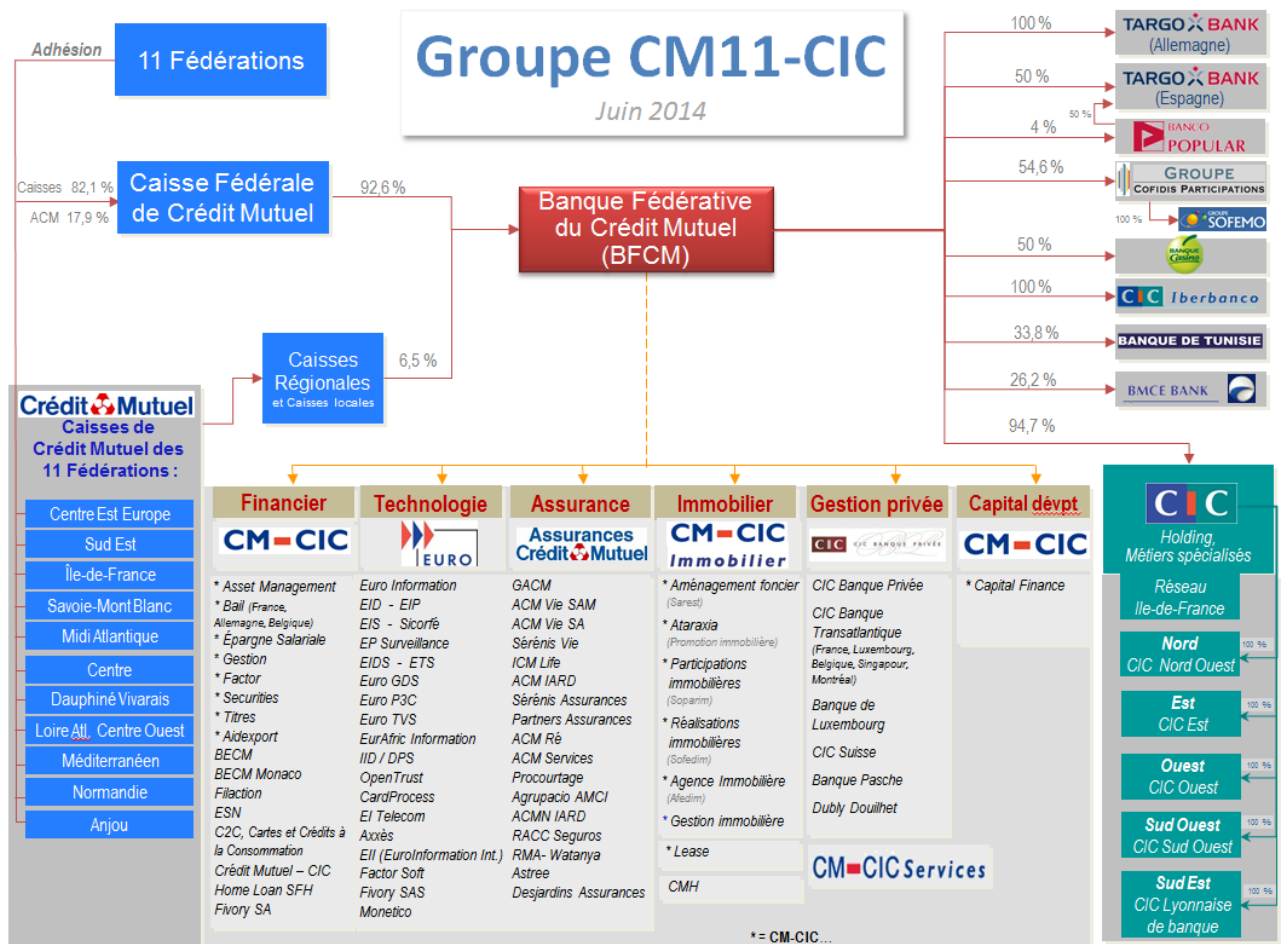 Groupe CM11-CIC
Juin 2014
Adhésion
11 Fédérations
Caisses 82,1 %
ACM 17,9 %
Caisse Fédérale
de Crédit Mutuel
92,6 %
Banque Fédérative
du Crédit Mutuel
(BFCM)
Caisses
Régionales
et Caisses locales
6,5 %
100 %
TARGO BANK
(Allemagne)
50 %
TARGO BANK
(Espagne)
50 %
4 %
BANCO
POPULAR
54,6 %
GROUPE
COFIDIS PARTICIPATIONS
100 %
GROUPE
SOFEMO
50 %
BANQUE
Casino
100 %
CIC Iberbanco
33,8 %
BANQUE DE TUNISIE
26,2 %
BMCE BANK
94,7 %
Crédit Mutuel
Caisses de
Crédit Mutuel des
11 Fédérations :
Centre Est Europe
Sud Est
Île-de-France
Savoie-Mont Blanc
Midi Atlantique
Centre
Dauphiné Vivarais
Loire Atl. Centre Ouest
Méditerranéen
Normandie
Anjou
Financier
CM-CIC
* Asset Management
* Bail (France,
Allemagne, Belgique)
* Épargne Salariale
* Gestion
* Factor
* Securities
* Titres
* Aidexport
BECM
BECM Monaco
Filaction
ESN
C2C, Cartes et Crédits à
la Consommation
Crédit Mutuel – CIC
Home Loan SFH
Fivory SA
Technologie
EURO
Euro Information
EID - EIP
EIS - Sicorfé
EP Surveillance
EIDS - ETS
Euro GDS
Euro P3C
Euro TVS
EurAfric Information
IID / DPS
OpenTrust
CardProcess
EI Telecom
Axxès
EII (EuroInformation Int.)
Factor Soft
Fivory SAS
Monetico
Assurance
Assurances
Crédit Mutuel
GACM
ACM Vie SAM
ACM Vie SA
Sérénis Vie
ICM Life
ACM IARD
Sérénis Assurances
Partners Assurances
ACM Ré
ACM Services
Procourtage
Agrupacio AMCI
ACMN IARD
RACC Seguros
RMA- Watanya
Astree
Desjardins Assurances
Immobilier
CM-CIC
Immobilier
* Aménagement foncier
(Sarest)
* Ataraxia
(Promotion immobilière)
* Participations
immobilières
(Soparim)
* Réalisations
immobilières
(Sofedim)
* Agence Immobilière
(Afedim)
* Gestion immobilière
* Lease
CMH
Gestion privée
CIC CIC BANQUE PRIVÉE
CIC Banque Privée
CIC Banque
Transatlantique
(France, Luxembourg,
Belgique, Singapour,
Montréal)
Banque de
Luxembourg
CIC Suisse
Banque Pasche
Dubly Douilhet
CM-CIC Services
Capital dévpt
CM-CIC
* Capital Finance
* = CM-CIC...
CIC
Holding,
Métiers spécialisés
Réseau
Ile-de-France
Nord
CIC Nord Ouest
100 %
Est
CIC Est
100 %
Ouest
CIC Ouest
100 %
Sud Ouest
CIC Sud Ouest
100 %
Sud Est
CIC Lyonnaise
de banque
100 %